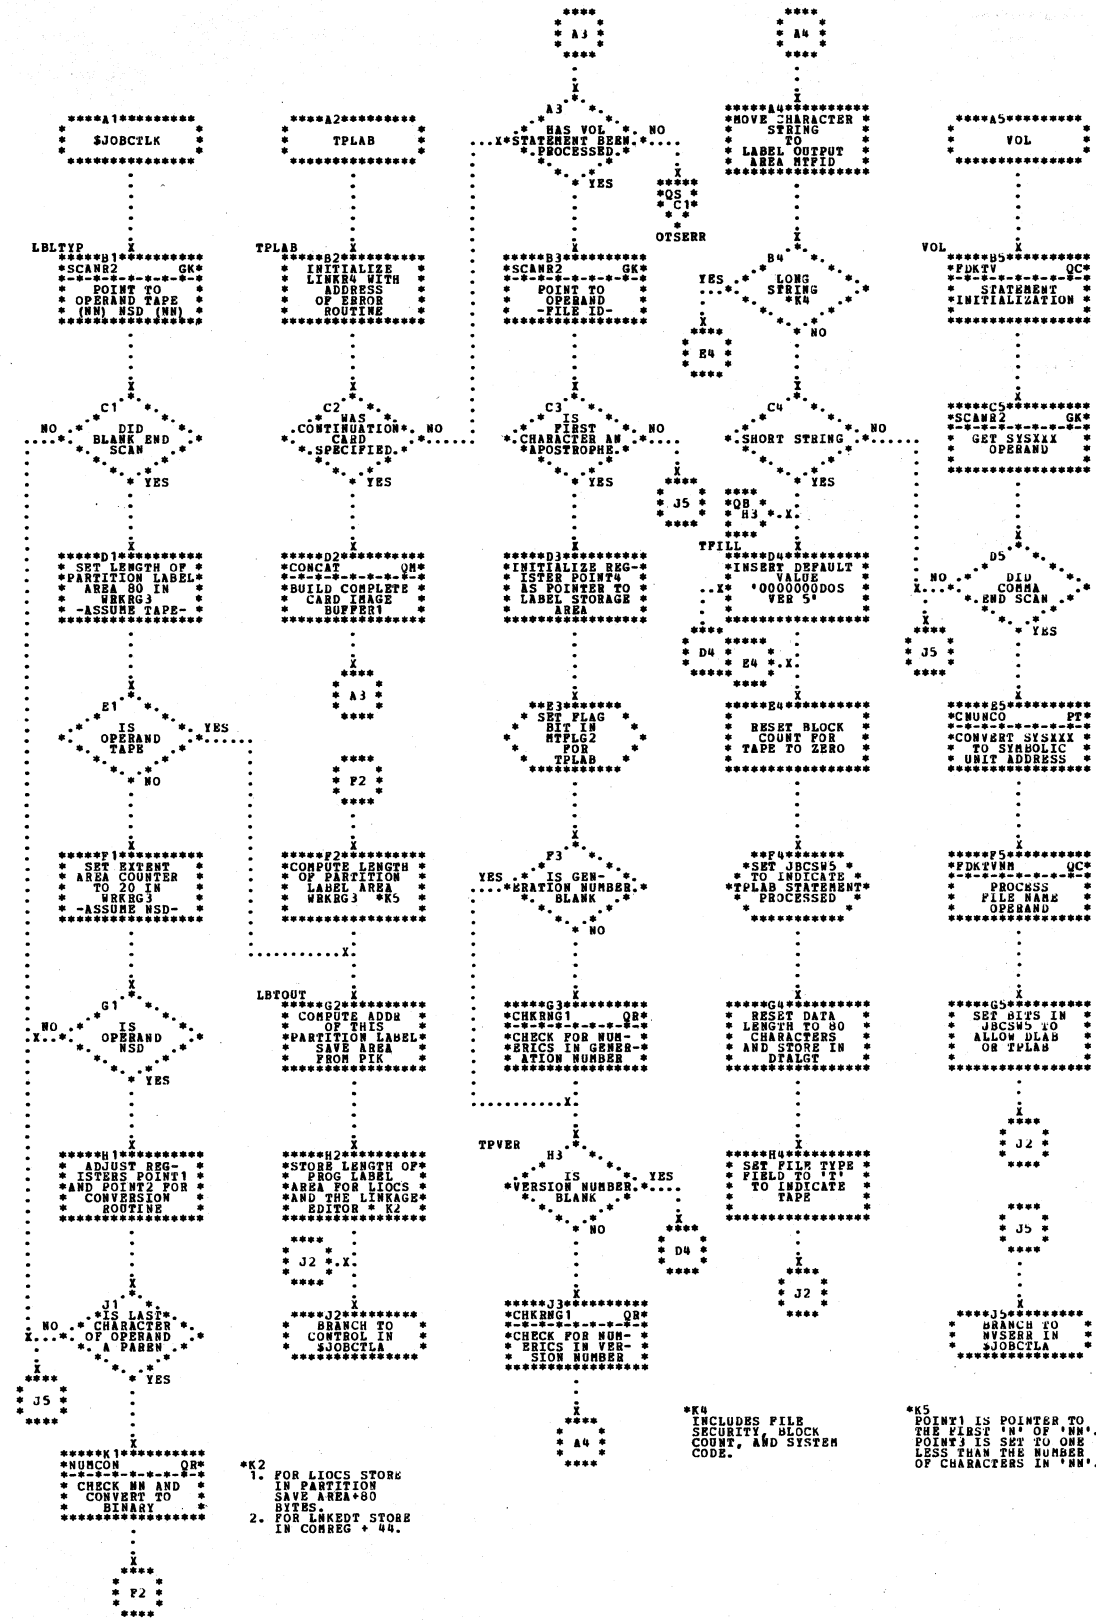 A3
A4
A1
$JOBCTLK
A2
TPLAB
A3
HAS VOL
STATEMENT BEEN
PROCESSED.
NO
YES
QS
C1
OTSERR
A4
MOVE CHARACTER
STRING
TO
LABEL OUTPUT
AREA MTFID
A5
VOL
LBLTYP
B1
SCANR2 GK
POINT TO
OPERAND TAPE
(NN) NSD (NN)
TPLAB
B2
INITIALIZE
LINKR4 WITH
ADDRESS
OF ERROR
ROUTINE
B3
SCANR2 GK
POINT TO
OPERAND
-FILE ID-
B4
LONG
STRING
*K4
YES
NO
E4
VOL
B5
FDKTV QC
STATEMENT
INITIALIZATION
C1
DID
BLANK END
SCAN
NO
YES
C2
WAS
CONTINUATION
CARD
SPECIFIED.
NO
YES
C3
IS
FIRST
CHARACTER AN
APOSTROPHE.
NO
YES
J5
C4
SHORT STRING
NO
YES
QB
H3
C5
SCANR2 GK
GET SYSXXX
OPERAND
D1
SET LENGTH OF
PARTITION LABEL
AREA 80 IN
WRKRG3
-ASSUME TAPE-
D2
CONCAT QM
BUILD COMPLETE
CARD IMAGE
BUFFER1
A3
D3
INITIALIZE REG-
ISTER POINT4
AS POINTER TO
LABEL STORAGE
AREA
TFILL
D4
INSERT DEFAULT
VALUE
'0000000DOS
VER 5'
D4
E4
D5
DID
COMMA
END SCAN
NO
YES
J5
E1
IS
OPERAND
TAPE
YES
NO
F2
E3
SET FLAG
BIT IN
MTFLG2
FOR
TPLAB
E4
RESET BLOCK
COUNT FOR
TAPE TO ZERO
E5
CNUNCO PT
CONVERT SYSXXX
TO SYMBOLIC
UNIT ADDRESS
F1
SET EXTENT
AREA COUNTER
TO 20 IN
WRKRG3
-ASSUME NSD-
F2
COMPUTE LENGTH
OF PARTITION
LABEL AREA
WRKRG3 *K5
F3
IS GEN-
ERATION NUMBER
BLANK
YES
NO
F4
SET JBCSW5
TO INDICATE
TPLAB STATEMENT
PROCESSED
F5
FDKTVNM QC
PROCESS
FILE NAME
OPERAND
G1
IS
OPERAND
NSD
NO
YES
LBTOUT
G2
COMPUTE ADDR
OF THIS
PARTITION LABEL
SAVE AREA
FROM PIK
G3
CHKRNG1 QR
CHECK FOR NUM-
ERICS IN GENER-
ATION NUMBER
G4
RESET DATA
LENGTH TO 80
CHARACTERS
AND STORE IN
DTALGT
G5
SET BITS IN
JBCSW5 TO
ALLOW DLAB
OR TPLAB
J2
H1
ADJUST REG-
ISTERS POINT1
AND POINT2 FOR
CONVERSION
ROUTINE
H2
STORE LENGTH OF
PROG LABEL
AREA FOR LIOCS
AND THE LINKAGE
EDITOR * K2
J2
TPVER
H3
IS
VERSION NUMBER
BLANK
YES
NO
D4
H4
SET FILE TYPE
FIELD TO 'T'
TO INDICATE
TAPE
J2
J5
J1
IS LAST
CHARACTER
OF OPERAND
A PAREN
NO
YES
J5
J2
BRANCH TO
CONTROL IN
$JOBCTLA
J3
CHKRNG1 QR
CHECK FOR NUM-
ERICS IN VER-
SION NUMBER
A4
J5
BRANCH TO
NVSERR IN
$JOBCTLA
K1
NUMCON QR
CHECK NN AND
CONVERT TO
BINARY
F2
*K2
1. FOR LIOCS STORE
IN PARTITION
SAVE AREA+80
BYTES.
2. FOR LNKEDT STORE
IN COMREG + 44.
*K4
INCLUDES FILE
SECURITY, BLOCK
COUNT, AND SYSTEM
CODE.
*K5
POINT1 IS POINTER TO
THE FIRST 'N' OF 'NN'.
POINT3 IS SET TO ONE
LESS THAN THE NUMBER
OF CHARACTERS IN 'NN'.